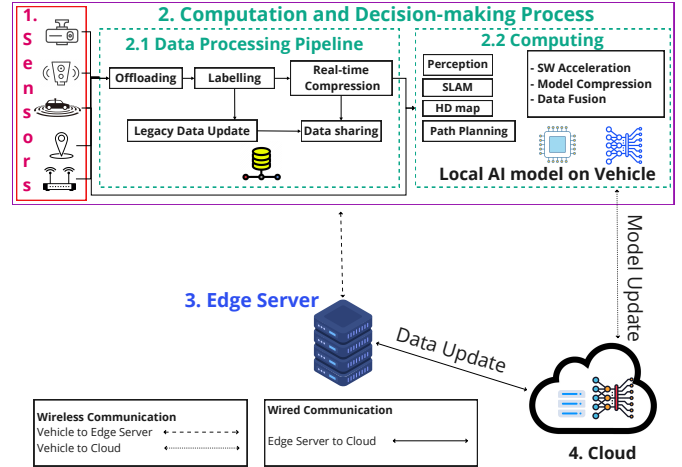 1.
S
e
n
s
o
r
s
2. Computation and Decision-making Process
2.1 Data Processing Pipeline
Offloading
Labelling
Real-time
Compression
Legacy Data Update
Data sharing
2.2 Computing
Perception
SLAM
HD map
Path Planning
- SW Acceleration
- Model Compression
- Data Fusion
Local AI model on Vehicle
3. Edge Server
Data Update
Model Update
4. Cloud
Wireless Communication
Vehicle to Edge Server
Vehicle to Cloud
Wired Communication
Edge Server to Cloud